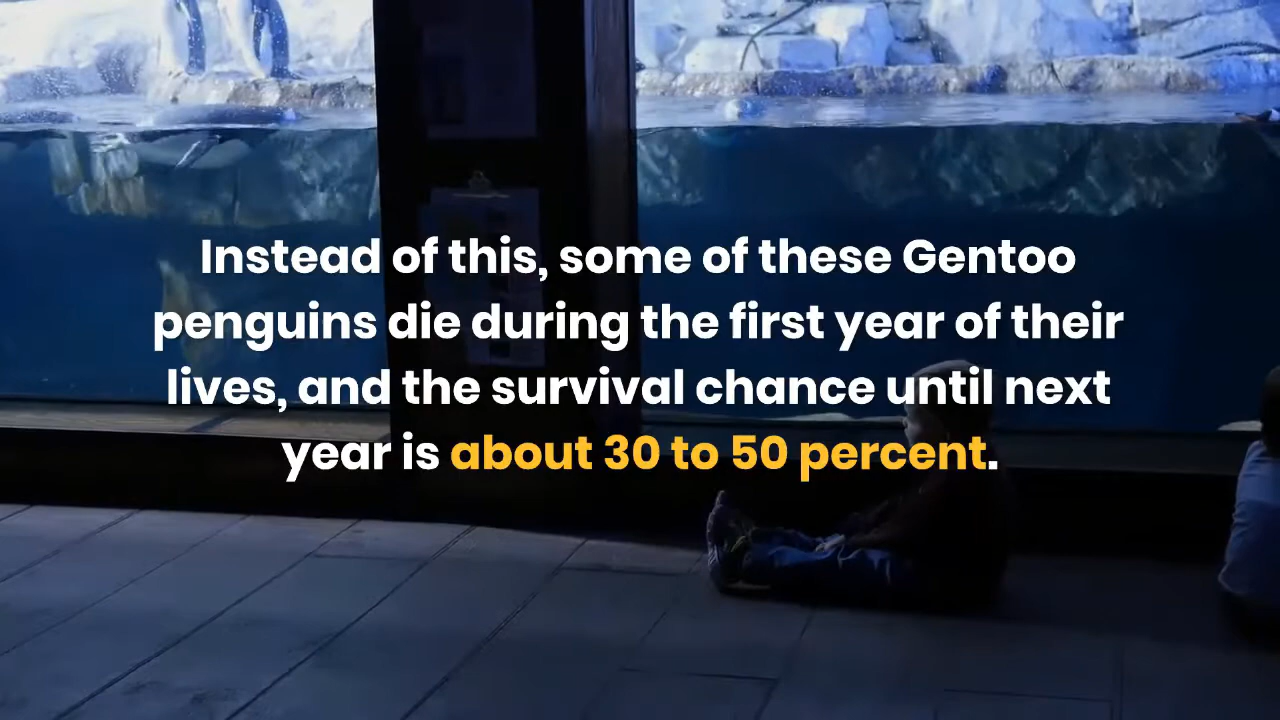 Instead of this, some of these Gentoo
penguins die during the first year of their
lives, and the survival chance until next
year is about 30 to 50 percent.